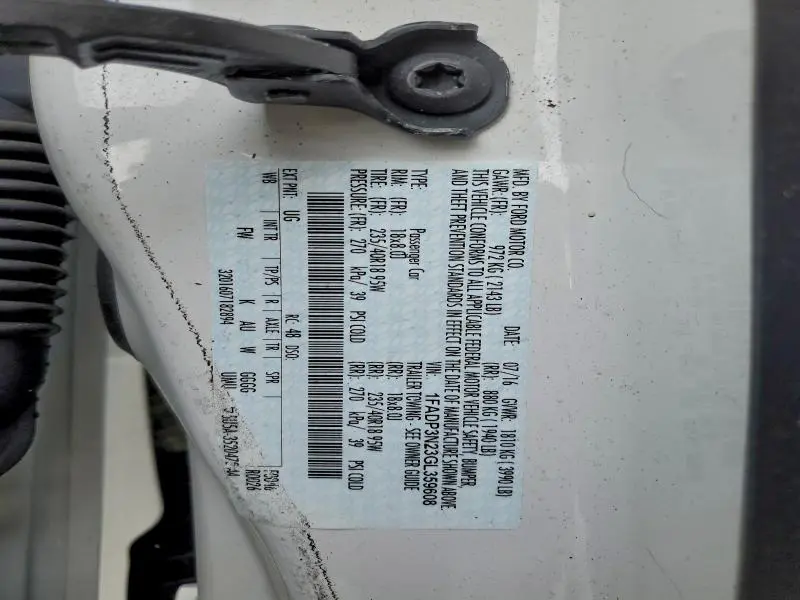 MFD. BY FORD MOTOR CO.
DATE: 07/16 GVWR: 1810 KG ( 3990 LB)
GAWR: (FR): 972 KG ( 2143 LB) (RR): 880 KG ( 1940 LB)
THIS VEHICLE CONFORMS TO ALL APPLICABLE FEDERAL MOTOR VEHICLE SAFETY, BUMPER,
AND THEFT PREVENTION STANDARDS IN EFFECT ON THE DATE OF MANUFACTURE SHOWN ABOVE.
VIN: 1FADP3NZ3GL359608
TYPE: Passenger Car TRAILER TOWING - SEE OWNER GUIDE
RIM: (FR): 18x8.0J (RR): 18x8.0J
TIRE: (FR): 235/40R18 95W (RR): 235/40R18 95W
PRESSURE: (FR): 270 kPa/ 39 PSI COLD (RR): 270 kPa/ 39 PSI COLD
EXT PNT: UG RC: 48 DSO:
WB INT TR TP/PS R AXLE TR SPR
FW K AU W GGGG
3201607182894 UMU